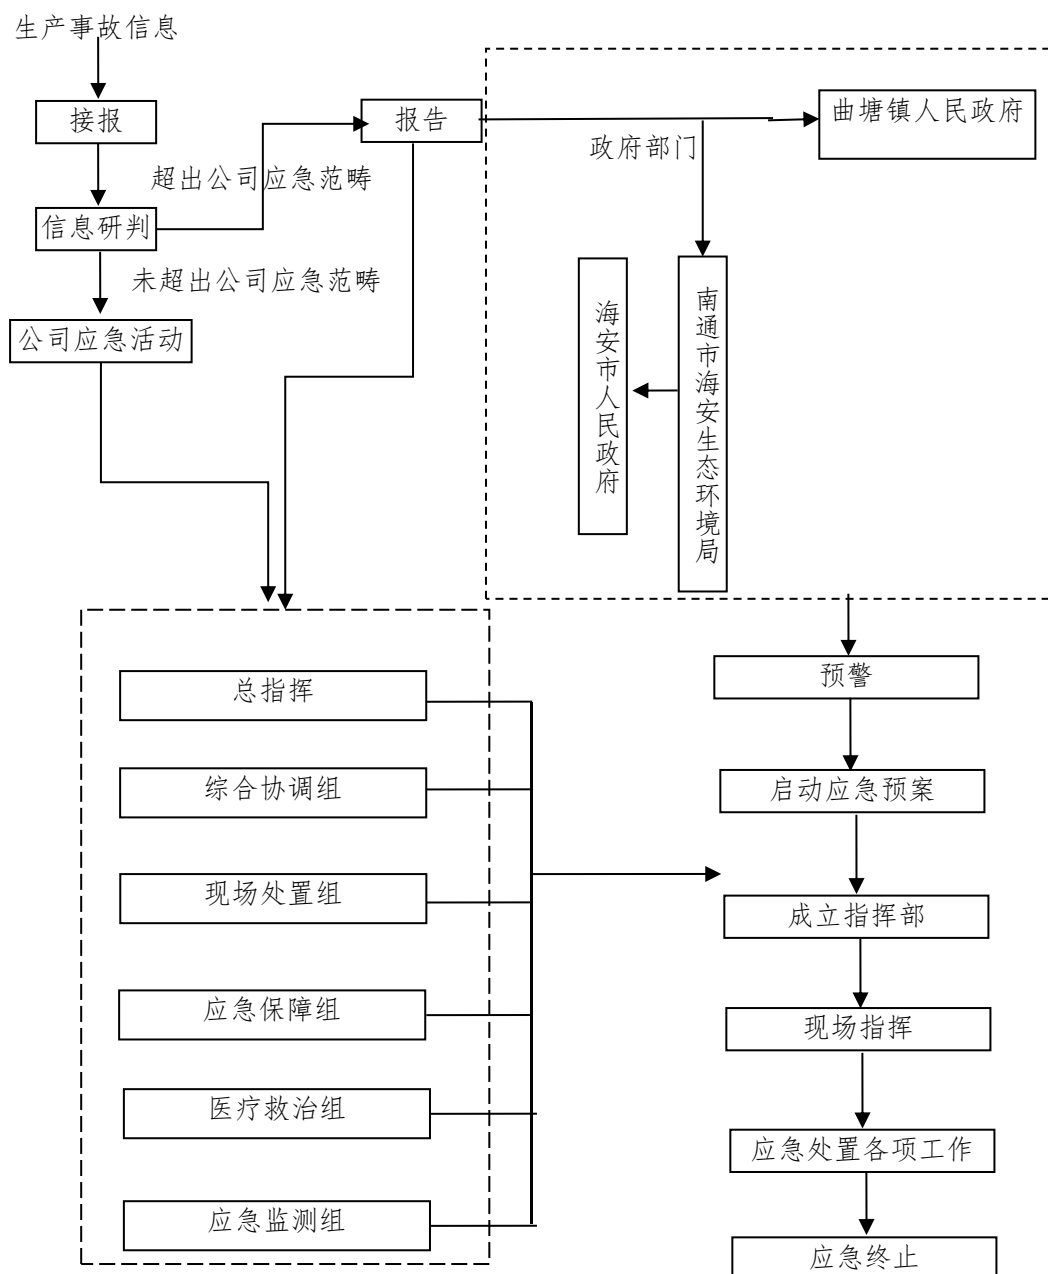 生产事故信息
接报
报告
曲塘镇人民政府
政府部门
超出公司应急范畴
信息研判
未超出公司应急范畴
公司应急活动
海安市人民政府
南通市海安生态环境局
总指挥
综合协调组
现场处置组
应急保障组
医疗救治组
应急监测组
预警
启动应急预案
成立指挥部
现场指挥
应急处置各项工作
应急终止